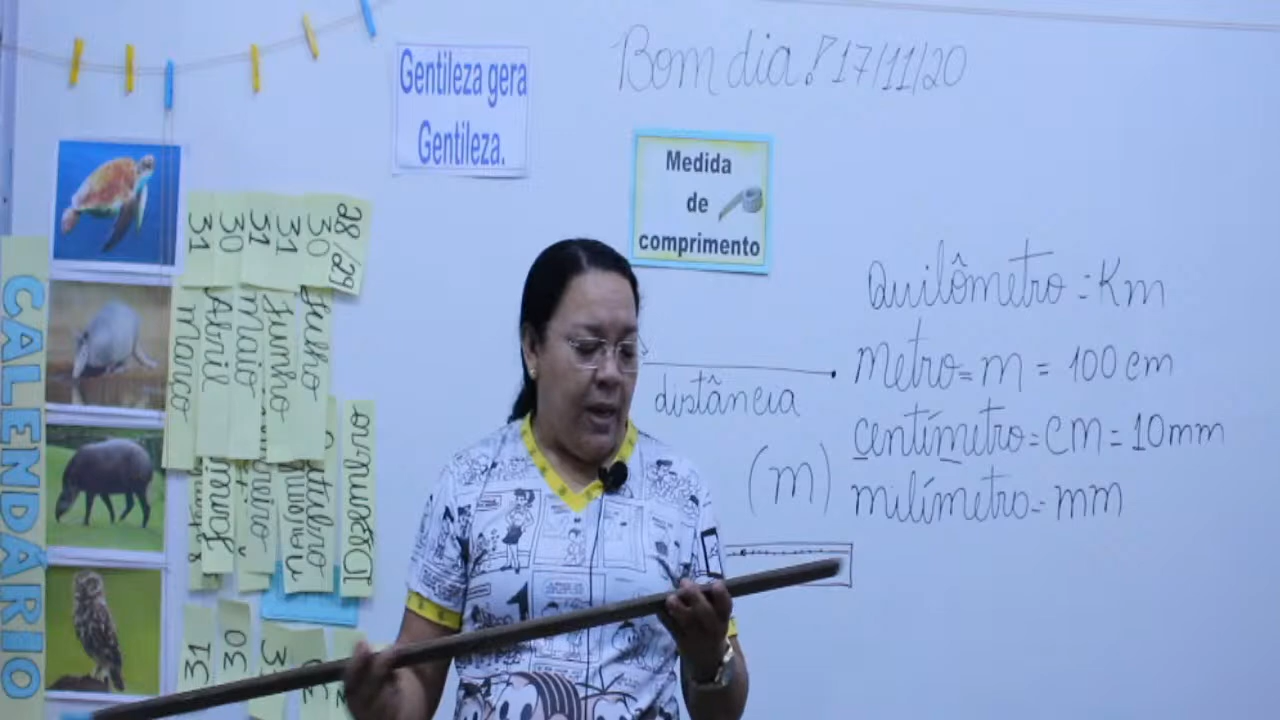 Bom dia! 17/11/20
Gentileza gera
Gentileza.
Medida
de
comprimento
Quilômetro = Km
distância
metro = m = 100 cm
centímetro = cm = 10 mm
(m)
milímetro = mm
CALENDÁRIO
31
30
31
31
30
28/29
março
Abril
maio
Junho
Julho
Janeiro
Dezembro
31
30